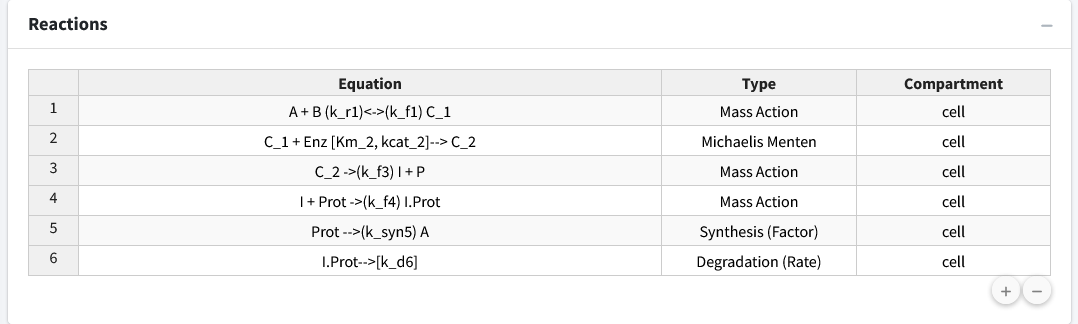 Reactions
Equation Type Compartment
1 A + B (k_r1)<->(k_f1) C_1 Mass Action cell
2 C_1 + Enz [Km_2, kcat_2]--> C_2 Michaelis Menten cell
3 C_2 ->(k_f3) I + P Mass Action cell
4 I + Prot ->(k_f4) I.Prot Mass Action cell
5 Prot -->(k_syn5) A Synthesis (Factor) cell
6 I.Prot-->[k_d6] Degradation (Rate) cell